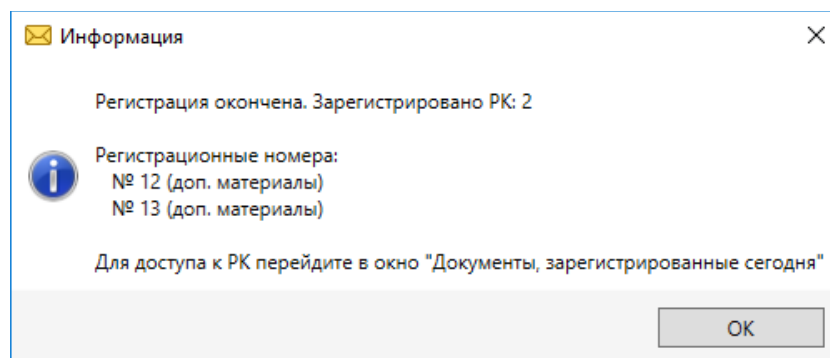 Информация
Регистрация окончена. Зарегистрировано РК: 2
Регистрационные номера:
№ 12 (доп. материалы)
№ 13 (доп. материалы)
Для доступа к РК перейдите в окно "Документы, зарегистрированные сегодня"
ОК